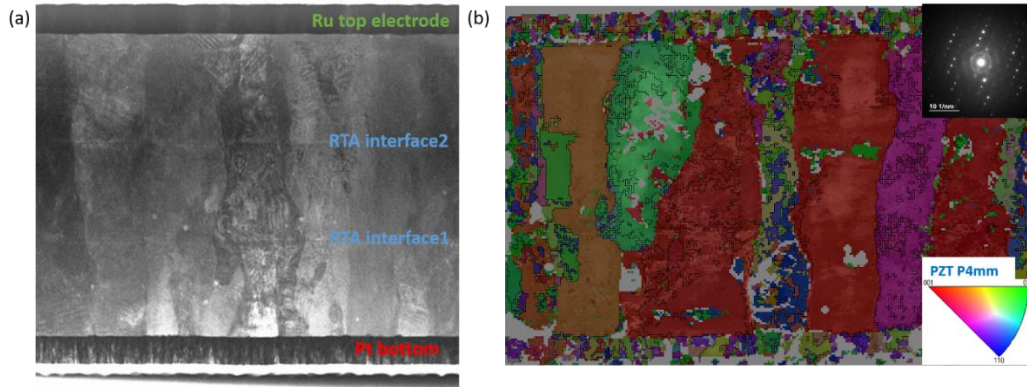 (a)
Ru top electrode
RTA interface2
RTA interface1
Pt bottom
(b)
10 1/nm
PZT P4mm
001
110